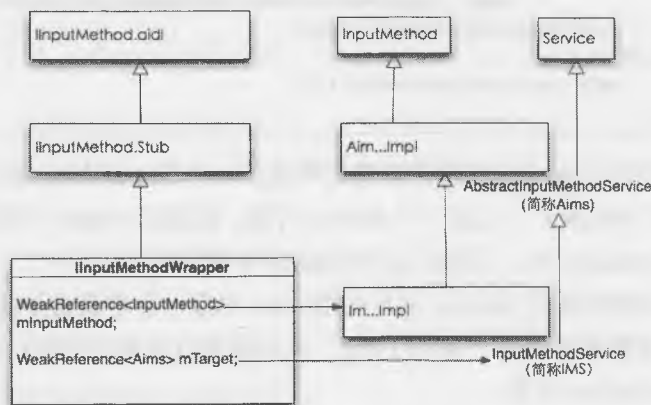 IInputMethod.aidl
InputMethod
Service
IInputMethod.Stub
Aim...Impl
AbstractInputMethodService
(简称Aims)
IInputMethodWrapper
WeakReference<InputMethod>
mInputMethod;
WeakReference<Aims> mTarget;
Im...Impl
InputMethodService
(简称IMS)